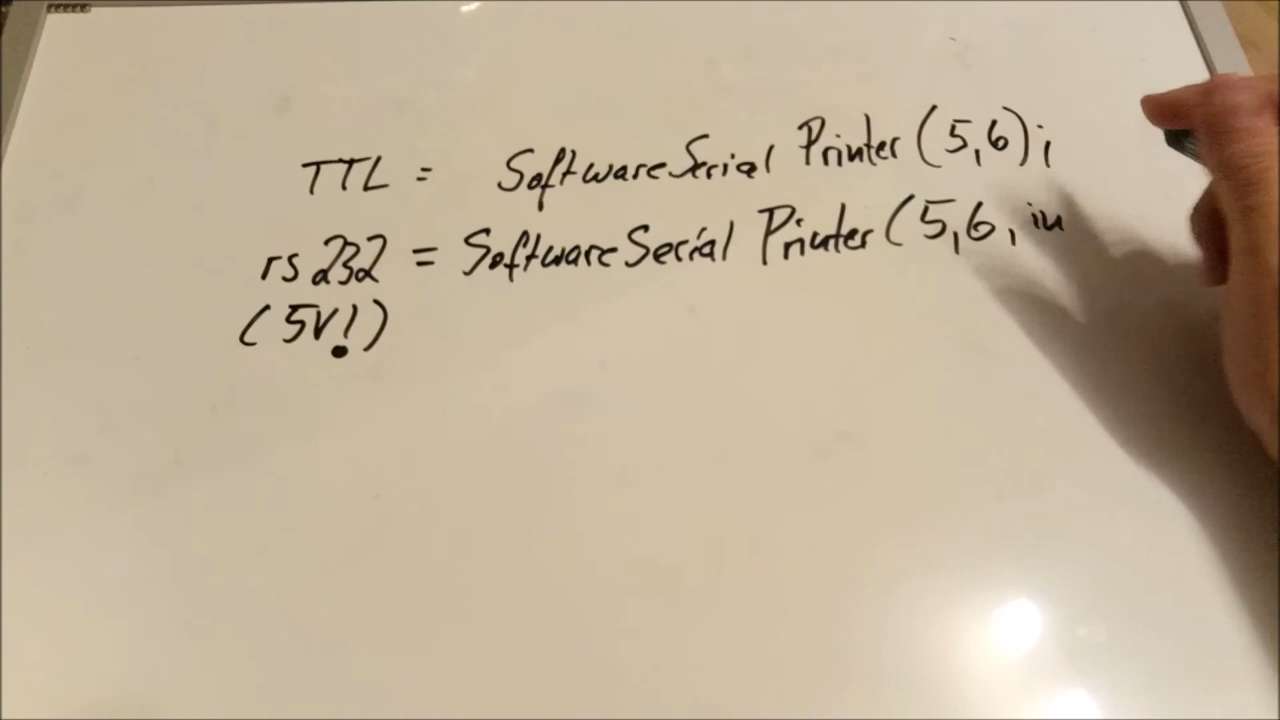 TTL = SoftwareSerial Printer (5,6);
rs232 = SoftwareSerial Printer (5,6, in
(5V!)